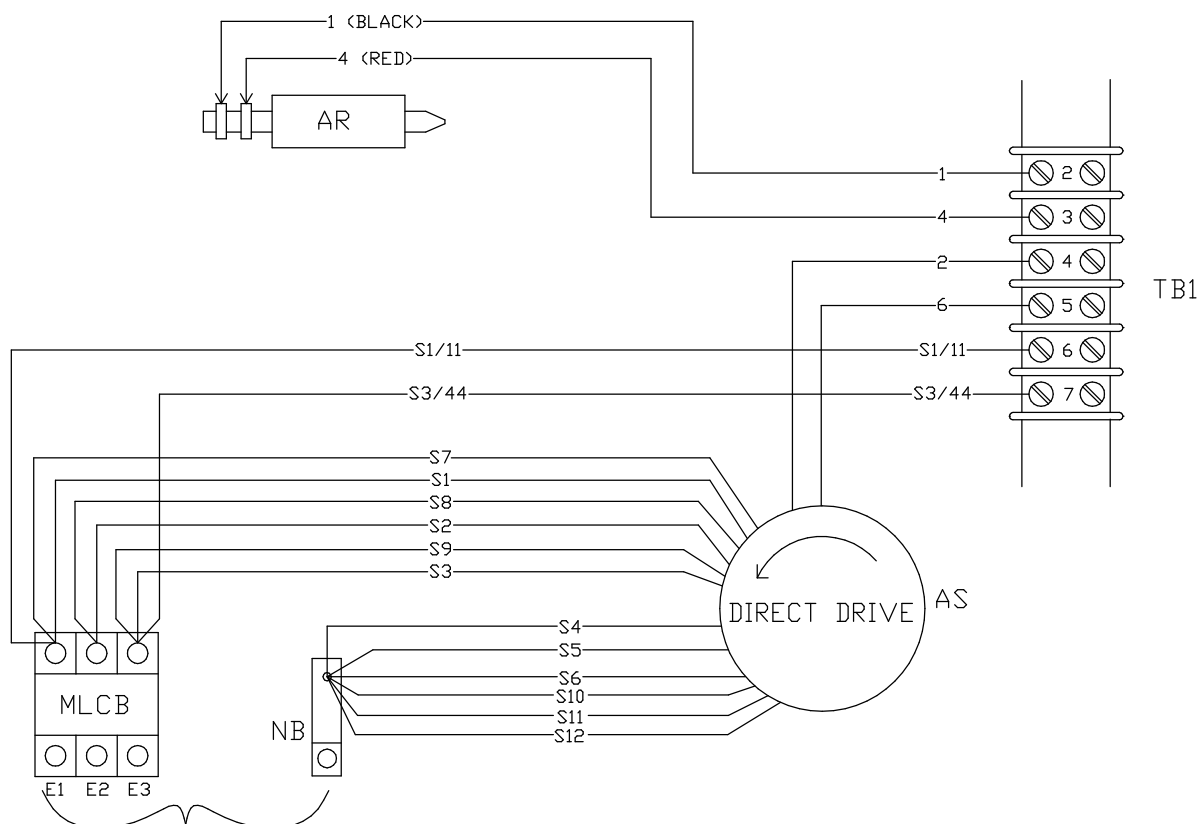 1 (BLACK)
4 (RED)
AR
1 2
4 3
2 4
TB1
6 5
S1/11 S1/11 6
S3/44 S3/44 7
S7
S1
S8
S2
S9
S3
AS
DIRECT DRIVE
S4
S5
S6
S10
S11
S12
MLCB
NB
E1 E2 E3